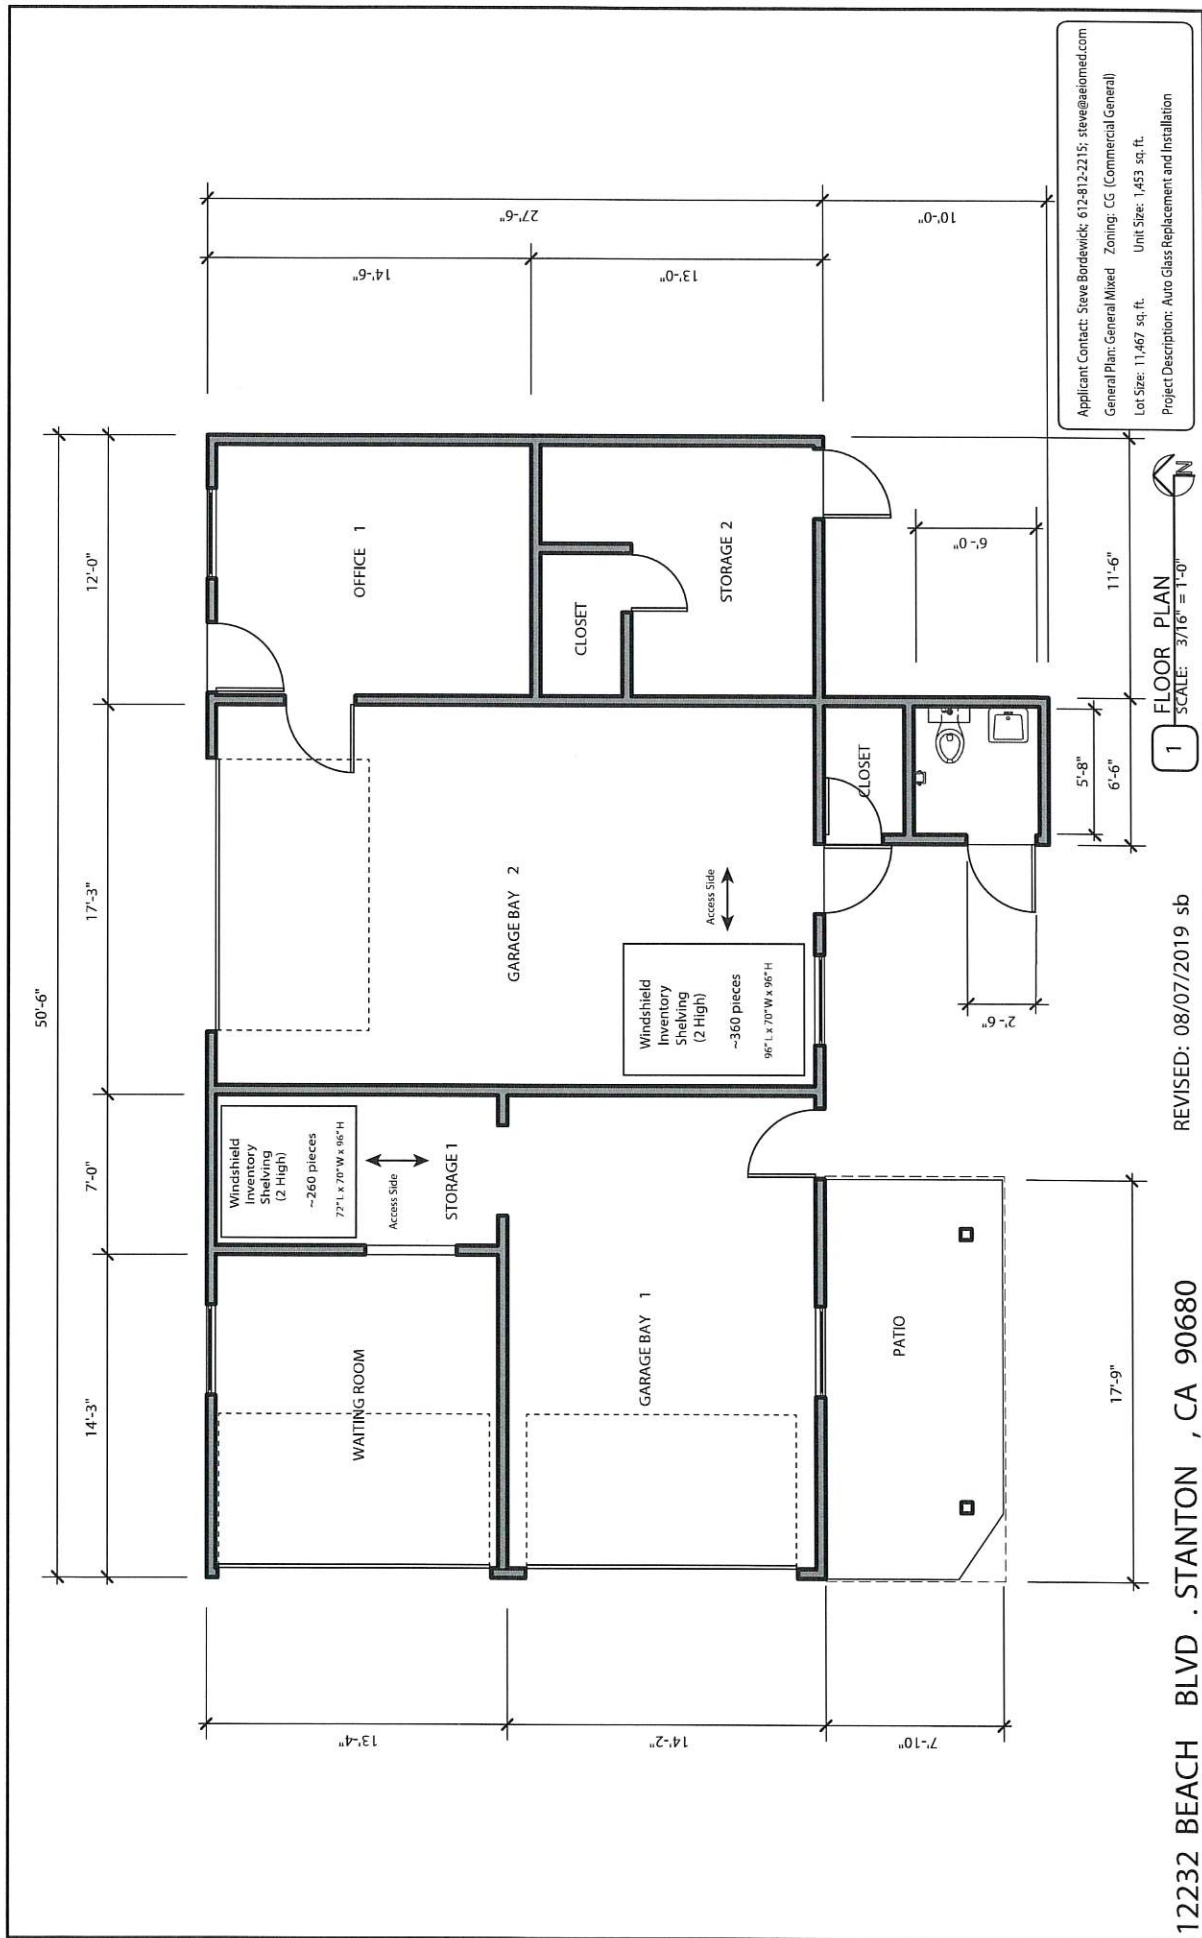 50'-6"
14'-3"
7'-0"
17'-3"
12'-0"
13'-4"
14'-2"
7'-10"
WAITING ROOM
Windshield
Inventory
Shelving
(2 High)
~260 pieces
72" L x 70" W x 96" H
Access Side
STORAGE 1
GARAGE BAY 1
GARAGE BAY 2
Windshield
Inventory
Shelving
(2 High)
~360 pieces
96" L x 70" W x 96" H
Access Side
OFFICE 1
CLOSET
STORAGE 2
CLOSET
PATIO
14'-6"
13'-0"
27'-6"
10'-0"
6'-0"
2'-6"
17'-9"
5'-8"
6'-6"
11'-6"
1
FLOOR PLAN
SCALE: 3/16" = 1'-0"
N
12232 BEACH BLVD . STANTON , CA 90680
REVISED: 08/07/2019 sb
Applicant Contact: Steve Bordewick; 612-812-2215; steve@aeiomed.com
General Plan: General Mixed Zoning: CG (Commercial General)
Lot Size: 11,467 sq. ft. Unit Size: 1,453 sq. ft.
Project Description: Auto Glass Replacement and Installation